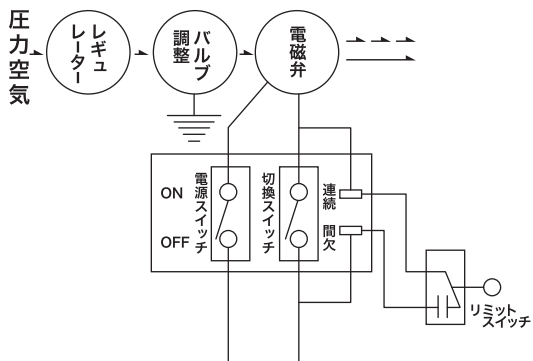 圧力空気
レギュ
レーター
バルブ
調整
電磁弁
ON
OFF
電源スイッチ
切換スイッチ
連続
間欠
リミット
スイッチ